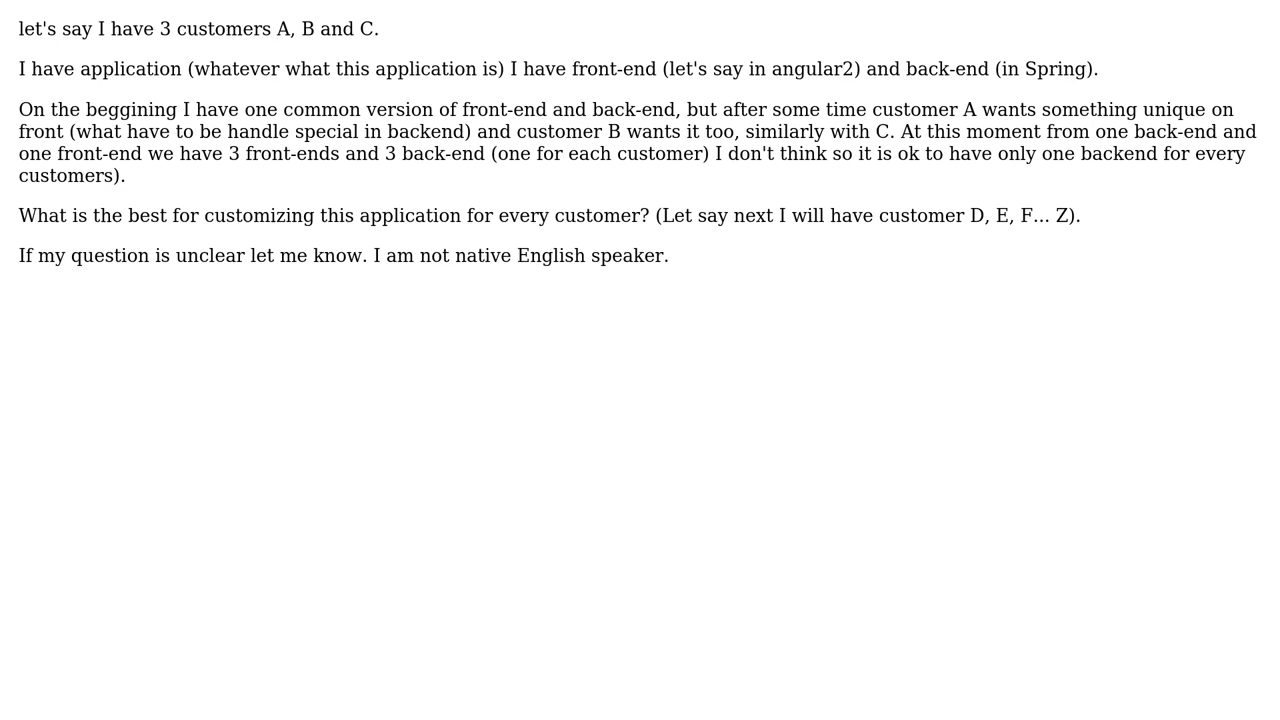 let's say I have 3 customers A, B and C.
I have application (whatever what this application is) I have front-end (let's say in angular2) and back-end (in Spring).
On the beggining I have one common version of front-end and back-end, but after some time customer A wants something unique on
front (what have to be handle special in backend) and customer B wants it too, similarly with C. At this moment from one back-end and
one front-end we have 3 front-ends and 3 back-end (one for each customer) I don't think so it is ok to have only one backend for every
customers).
What is the best for customizing this application for every customer? (Let say next I will have customer D, E, F... Z).
If my question is unclear let me know. I am not native English speaker.